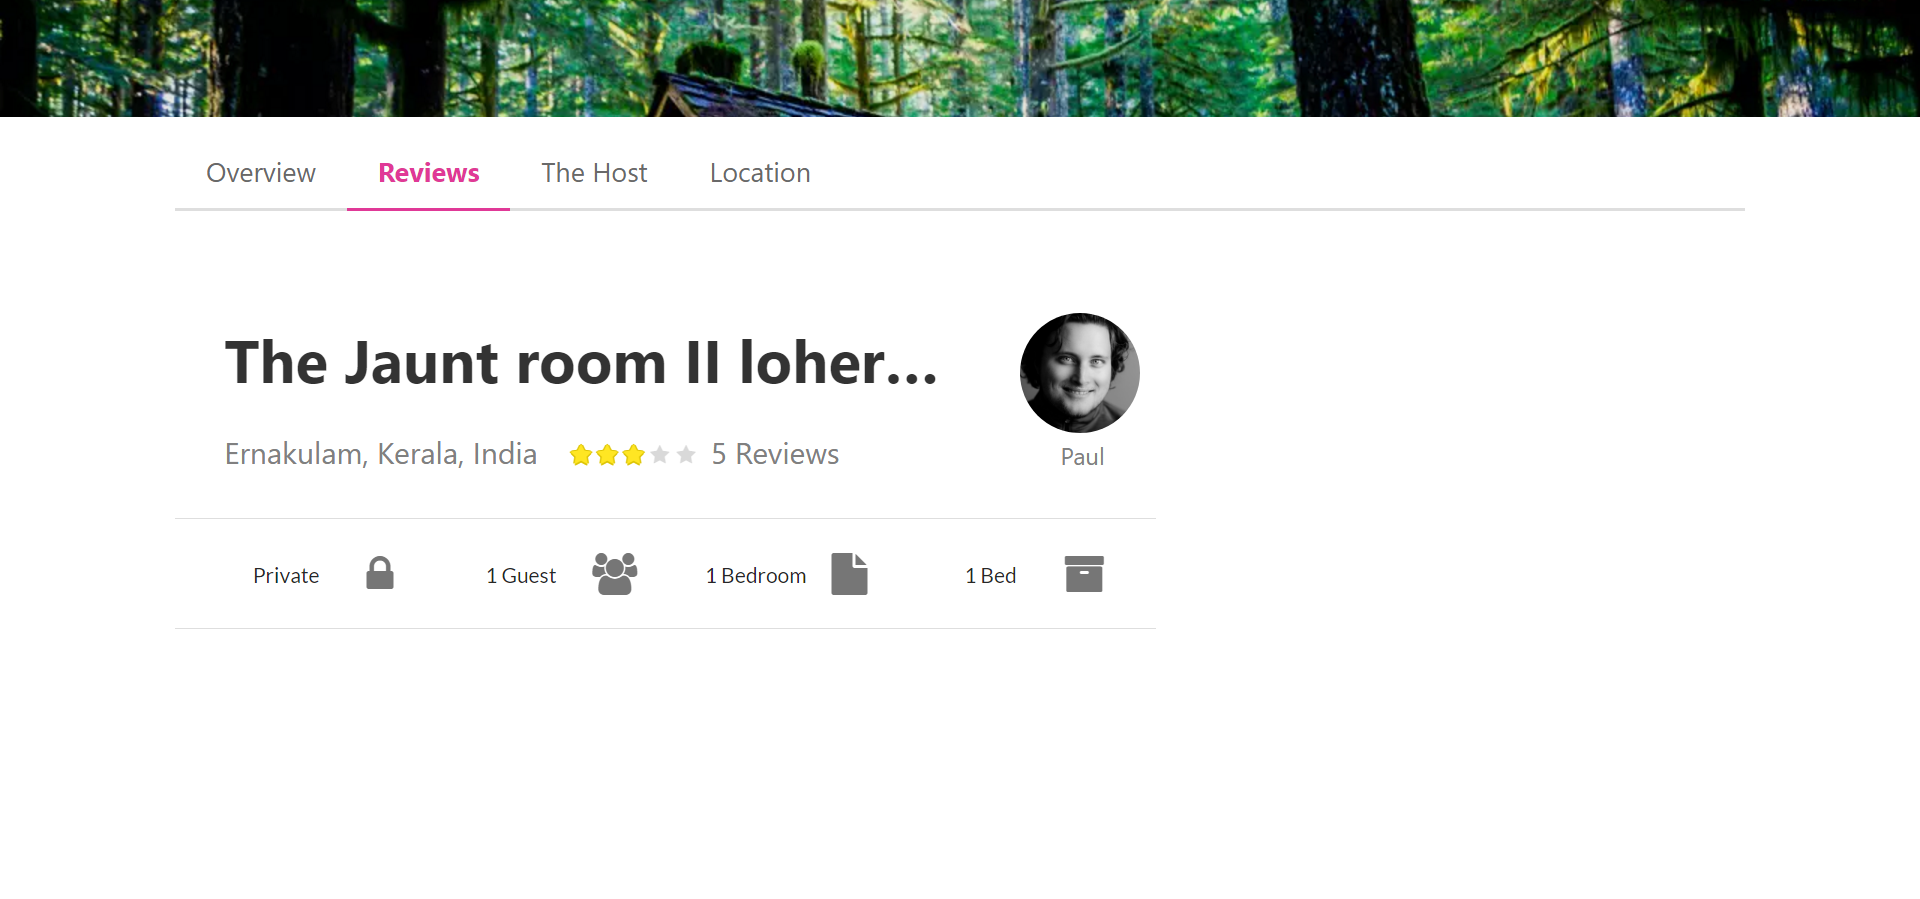 Overview Reviews The Host Location
The Jaunt room II loher...
Ernakulam, Kerala, India 5 Reviews
Paul
Private 1 Guest 1 Bedroom 1 Bed